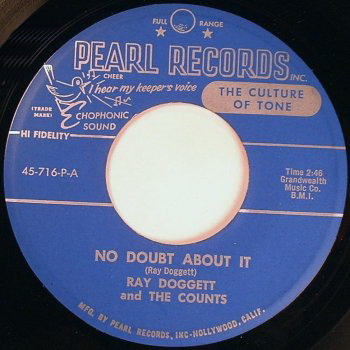 FULL RANGE
PEARL RECORDS INC.
CHEER
I hear my keepers voice
THE CULTURE
OF TONE
(TRADE
MARK)
ECHOPHONIC
SOUND
HI FIDELITY
45-716-P-A
Time 2:46
Grandwealth
Music Co.
B.M.I.
NO DOUBT ABOUT IT
(Ray Doggett)
RAY DOGGETT
and THE COUNTS
MFG. BY PEARL RECORDS, INC-HOLLYWOOD, CALIF.